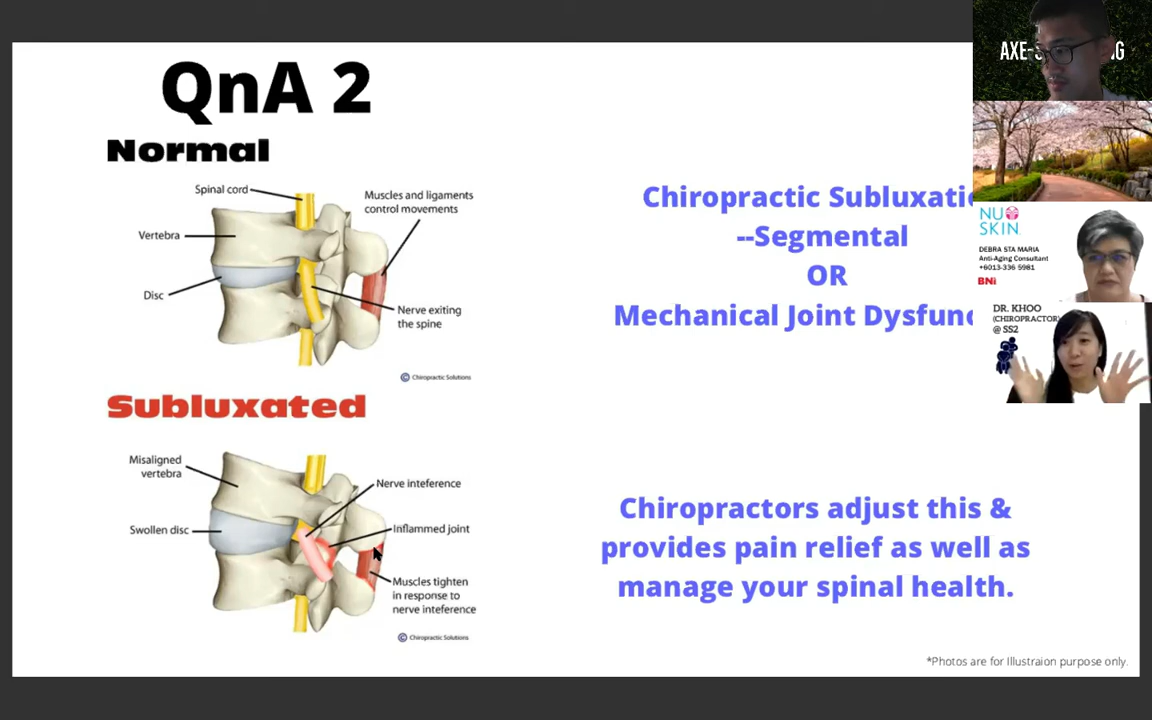 QnA 2
Normal
Spinal cord
Muscles and ligaments
control movements
Vertebra
Disc
Nerve exiting
the spine
© Chiropractic Solutions
Subluxated
Misaligned
vertebra
Nerve inteference
Swollen disc
Inflammed joint
Muscles tighten
in response to
nerve inteference
© Chiropractic Solutions
Chiropractic Subluxatio
--Segmental
OR
Mechanical Joint Dysfunc
Chiropractors adjust this &
provides pain relief as well as
manage your spinal health.
*Photos are for Illustraion purpose only.
NU
SKIN
DEBRA STA MARIA
Anti-Aging Consultant
+6013-336 5981
BNI
DR. KHOO
(CHIROPRACTOR)
@ SS2